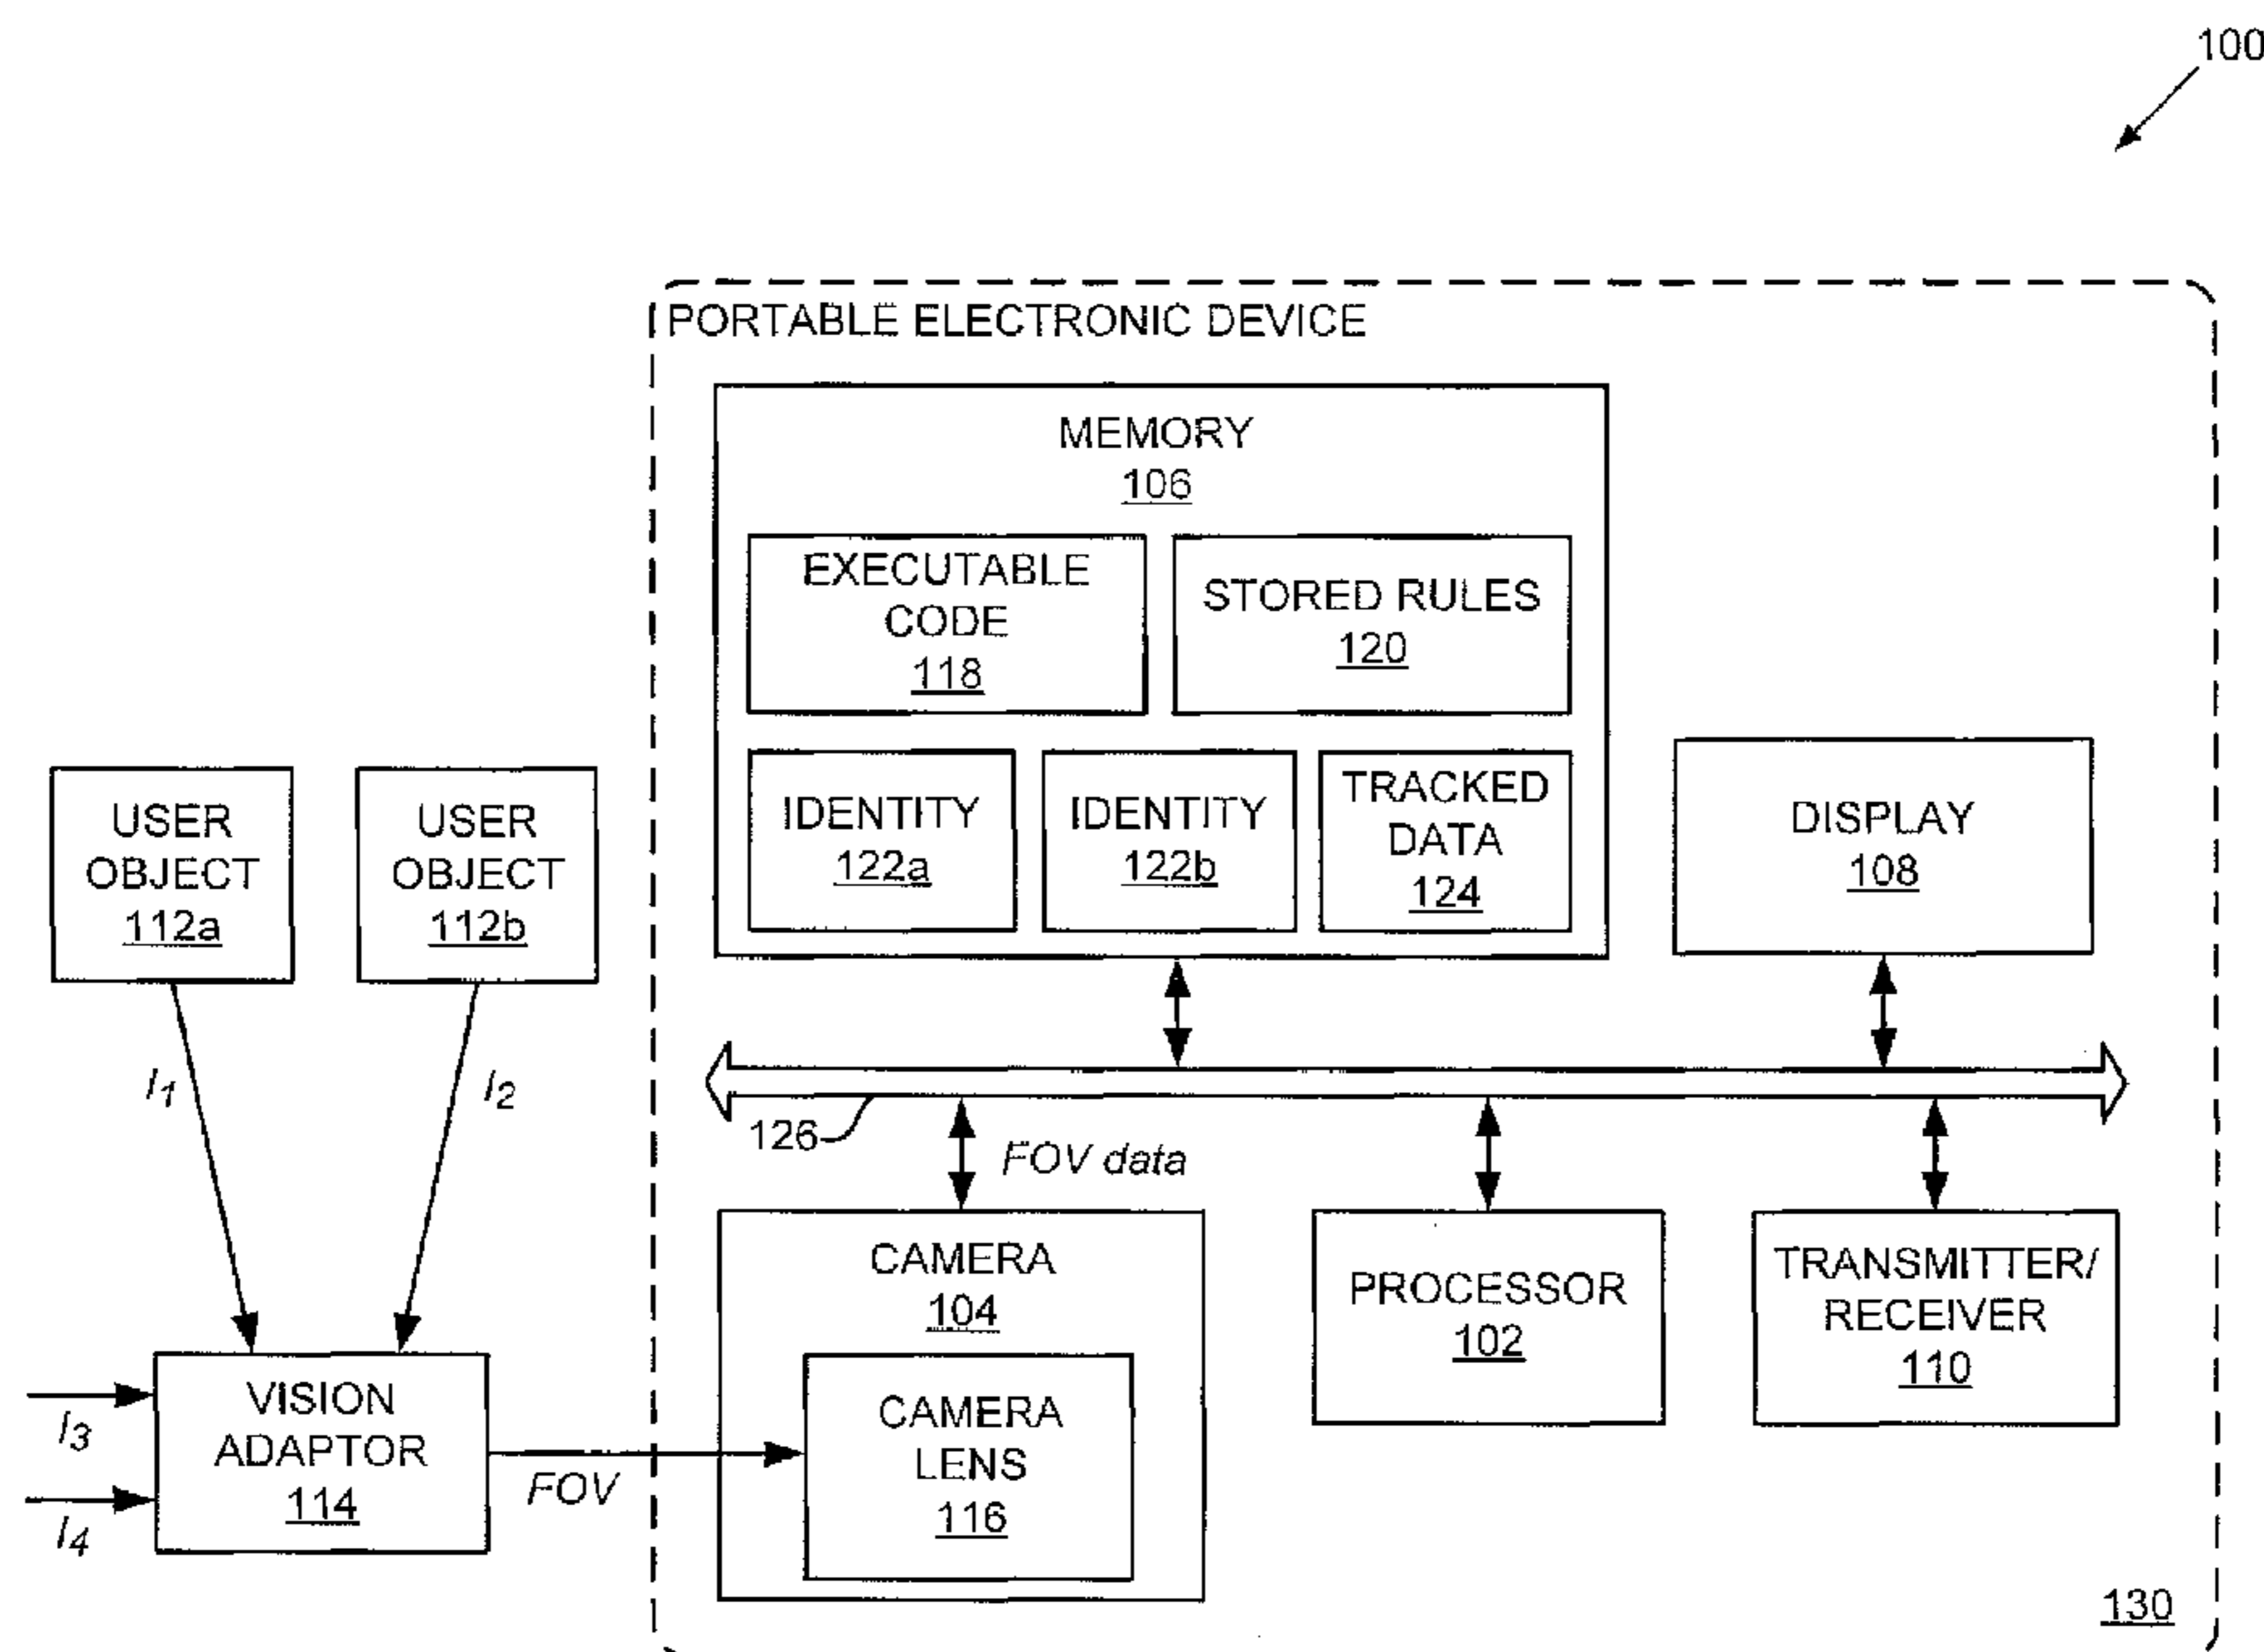 100
PORTABLE ELECTRONIC DEVICE
MEMORY
106
EXECUTABLE
CODE
118
STORED RULES
120
IDENTITY
122a
IDENTITY
122b
TRACKED
DATA
124
DISPLAY
108
USER
OBJECT
112a
USER
OBJECT
112b
I1
I2
126
FOV data
CAMERA
104
CAMERA
LENS
116
PROCESSOR
102
TRANSMITTER/
RECEIVER
110
VISION
ADAPTOR
114
I3
I4
FOV
130